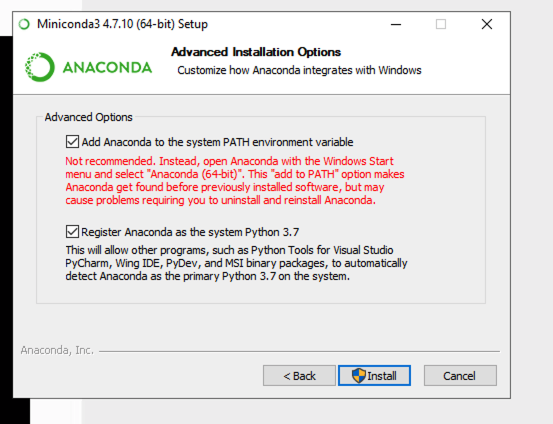 Miniconda3 4.7.10 (64-bit) Setup
ANACONDA
Advanced Installation Options
Customize how Anaconda integrates with Windows
Advanced Options
Add Anaconda to the system PATH environment variable
Not recommended. Instead, open Anaconda with the Windows Start
menu and select "Anaconda (64-bit)". This "add to PATH" option makes
Anaconda get found before previously installed software, but may
cause problems requiring you to uninstall and reinstall Anaconda.
Register Anaconda as the system Python 3.7
This will allow other programs, such as Python Tools for Visual Studio
PyCharm, Wing IDE, PyDev, and MSI binary packages, to automatically
detect Anaconda as the primary Python 3.7 on the system.
Anaconda, Inc.
< Back Install Cancel